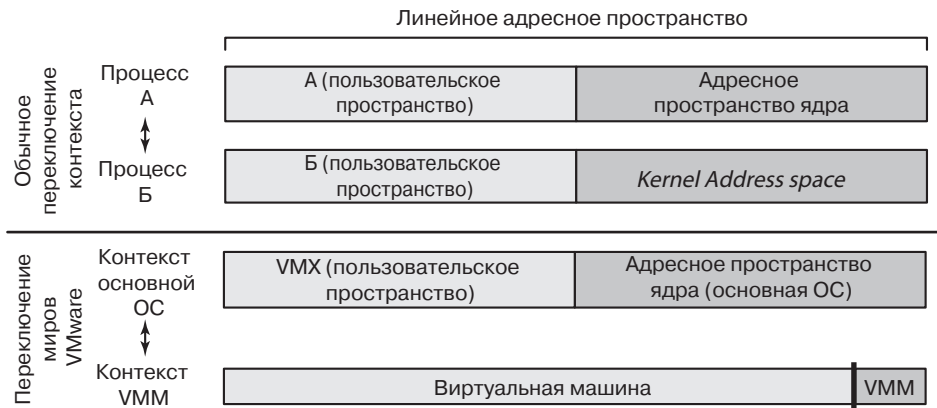 Линейное адресное пространство
Обычное
переключение
контекста
Процесс
А
А (пользовательское
пространство)
Адресное
пространство ядра
Процесс
Б
Б (пользовательское
пространство)
Kernel Address space
Переключение
миров
VMware
Контекст
основной
ОС
VMX (пользовательское
пространство)
Адресное пространство
ядра (основная ОС)
Контекст
VMM
Виртуальная машина
VMM